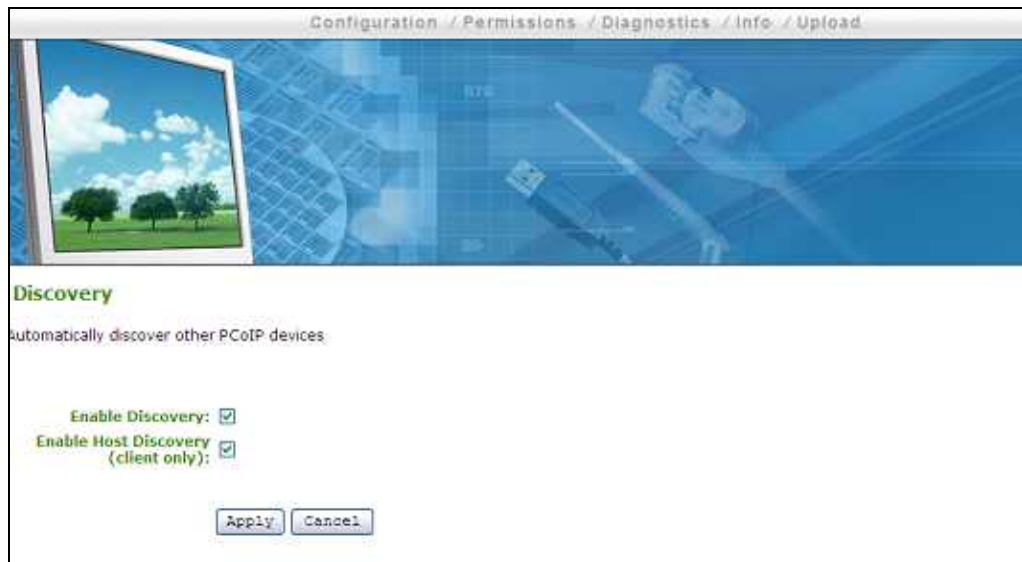 Configuration / Permissions / Diagnostics / Info / Upload
Discovery
Automatically discover other PCoIP devices
Enable Discovery:
Enable Host Discovery
(client only):
Apply Cancel